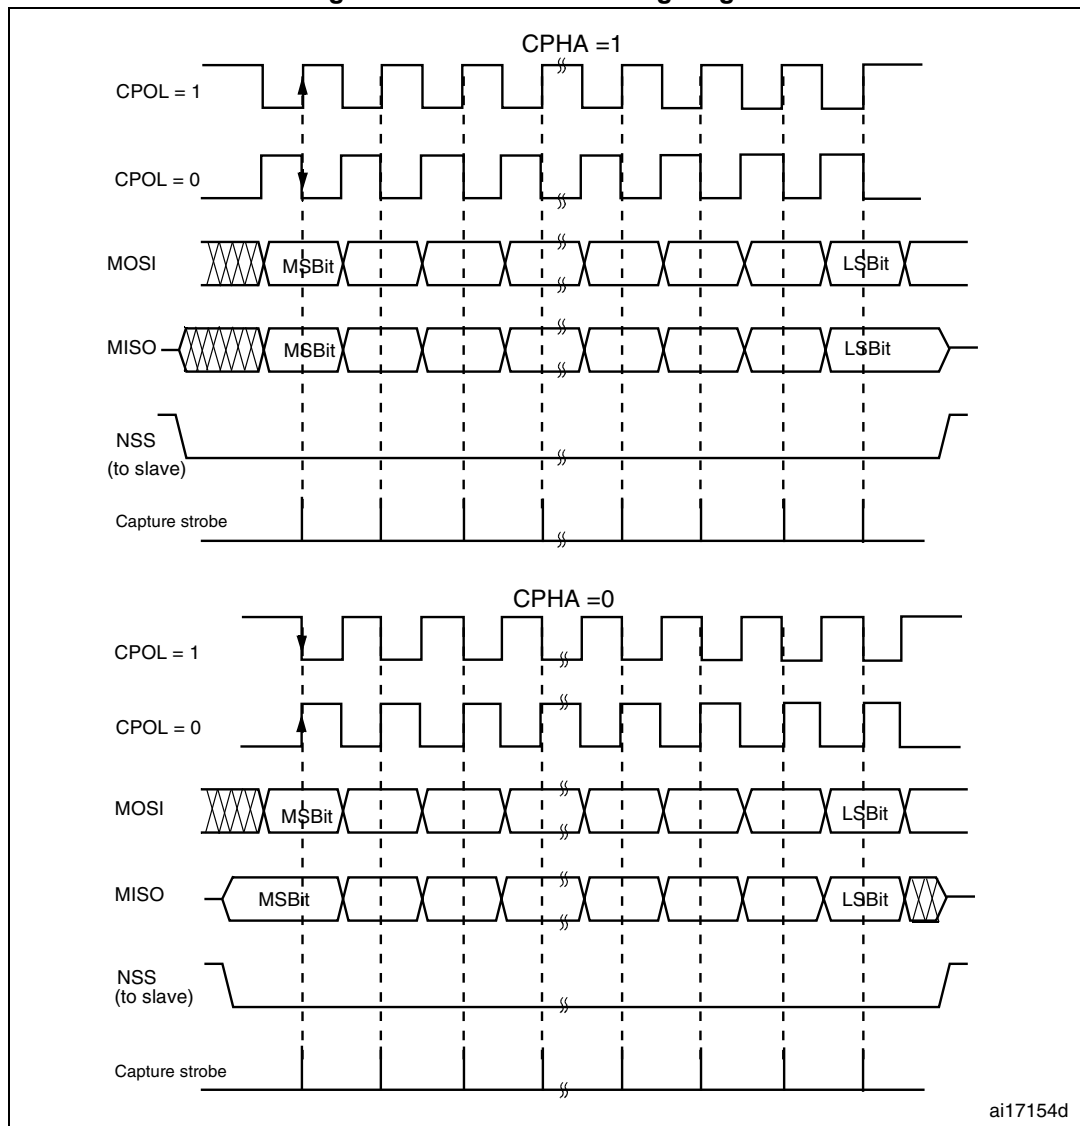 CPHA =1
CPOL = 1
CPOL = 0
MOSI
MSBit
LSBit
MISO
MSBit
LSBit
NSS
(to slave)
Capture strobe
CPHA =0
CPOL = 1
CPOL = 0
MOSI
MSBit
LSBit
MISO
MSBit
LSBit
NSS
(to slave)
Capture strobe
ai17154d